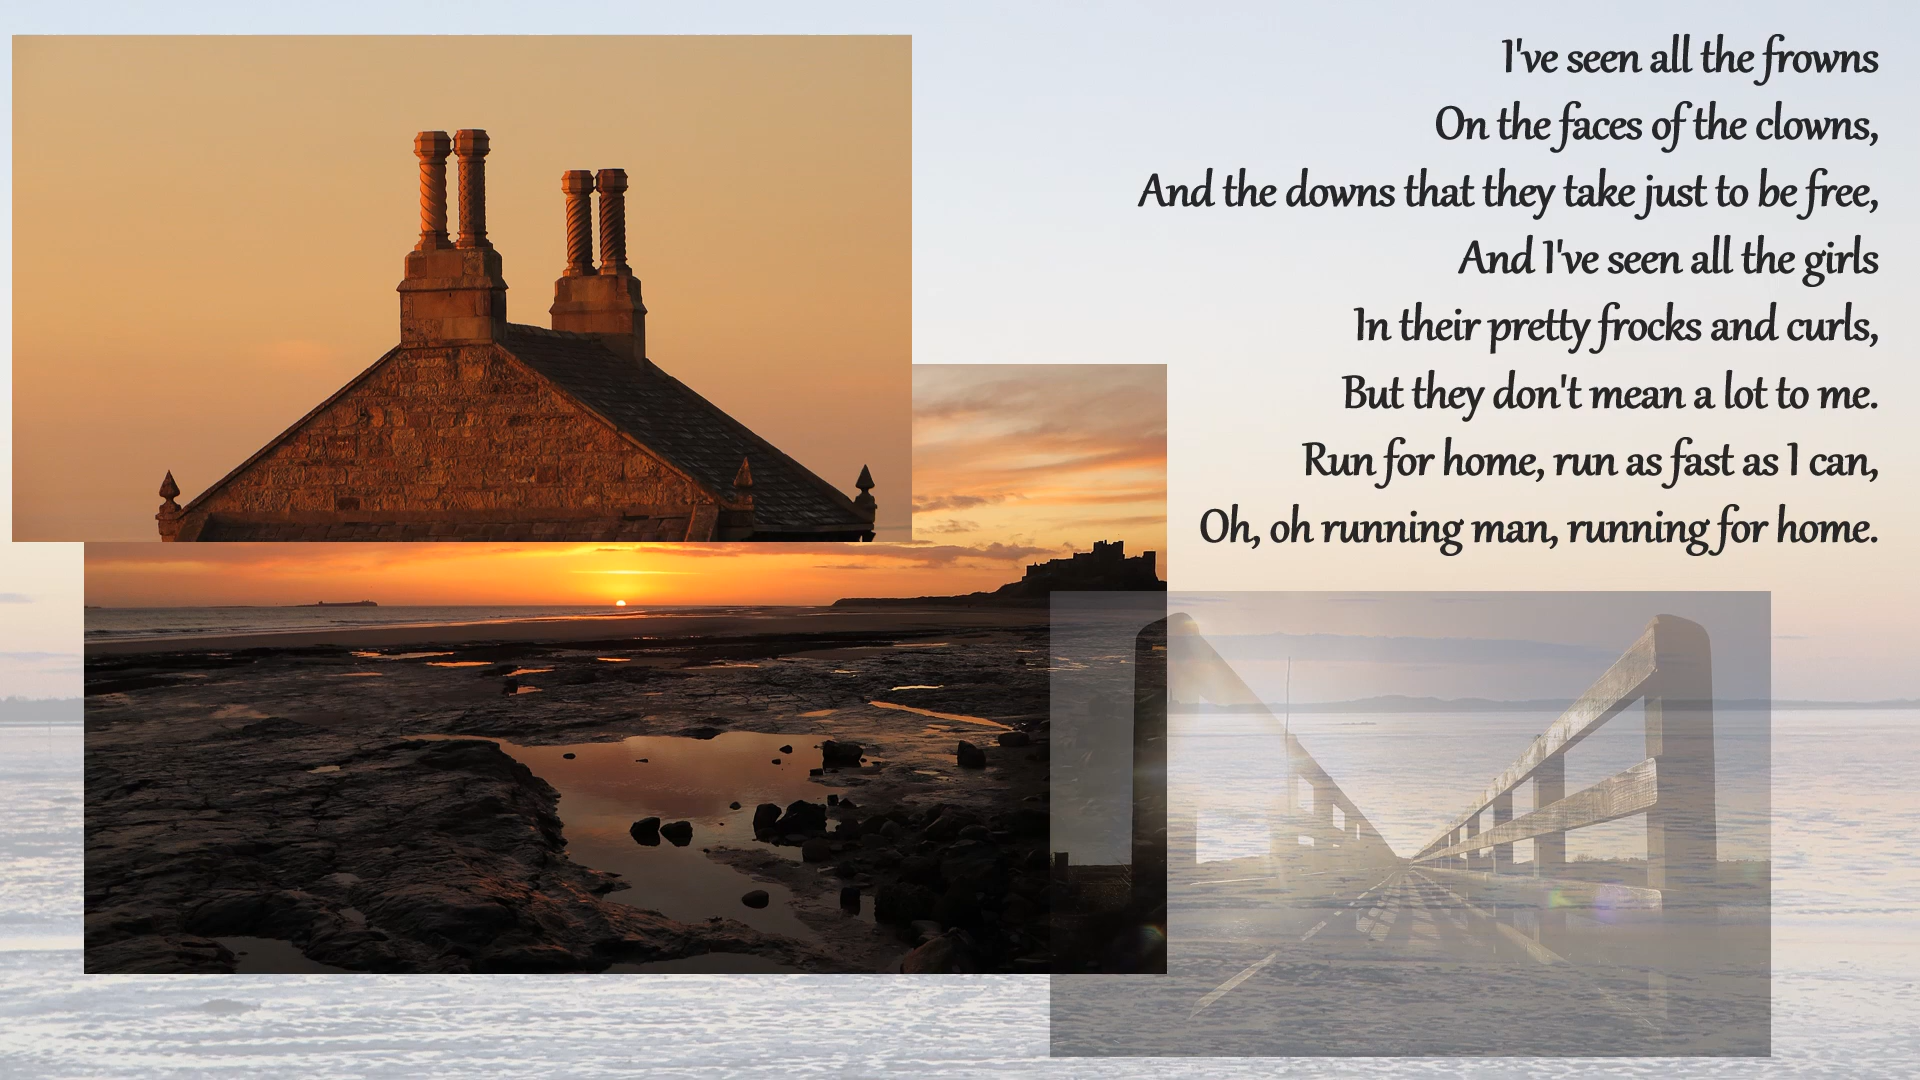 I've seen all the frowns
On the faces of the clowns,
And the downs that they take just to be free,
And I've seen all the girls
In their pretty frocks and curls,
But they don't mean a lot to me.
Run for home, run as fast as I can,
Oh, oh running man, running for home.